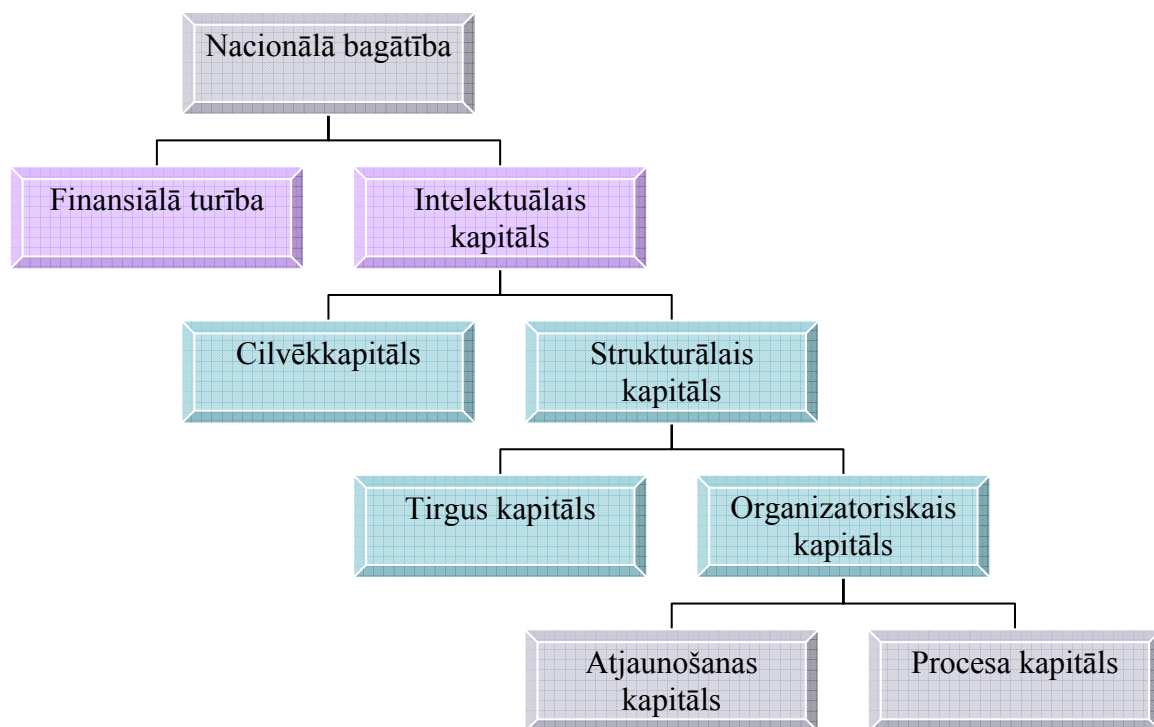 Nacionālā bagātība
Finansiālā turība
Intelektuālais
kapitāls
Cilvēkkapitāls
Strukturālais
kapitāls
Tirgus kapitāls
Organizatoriskais
kapitāls
Atjaunošanas
kapitāls
Procesa kapitāls